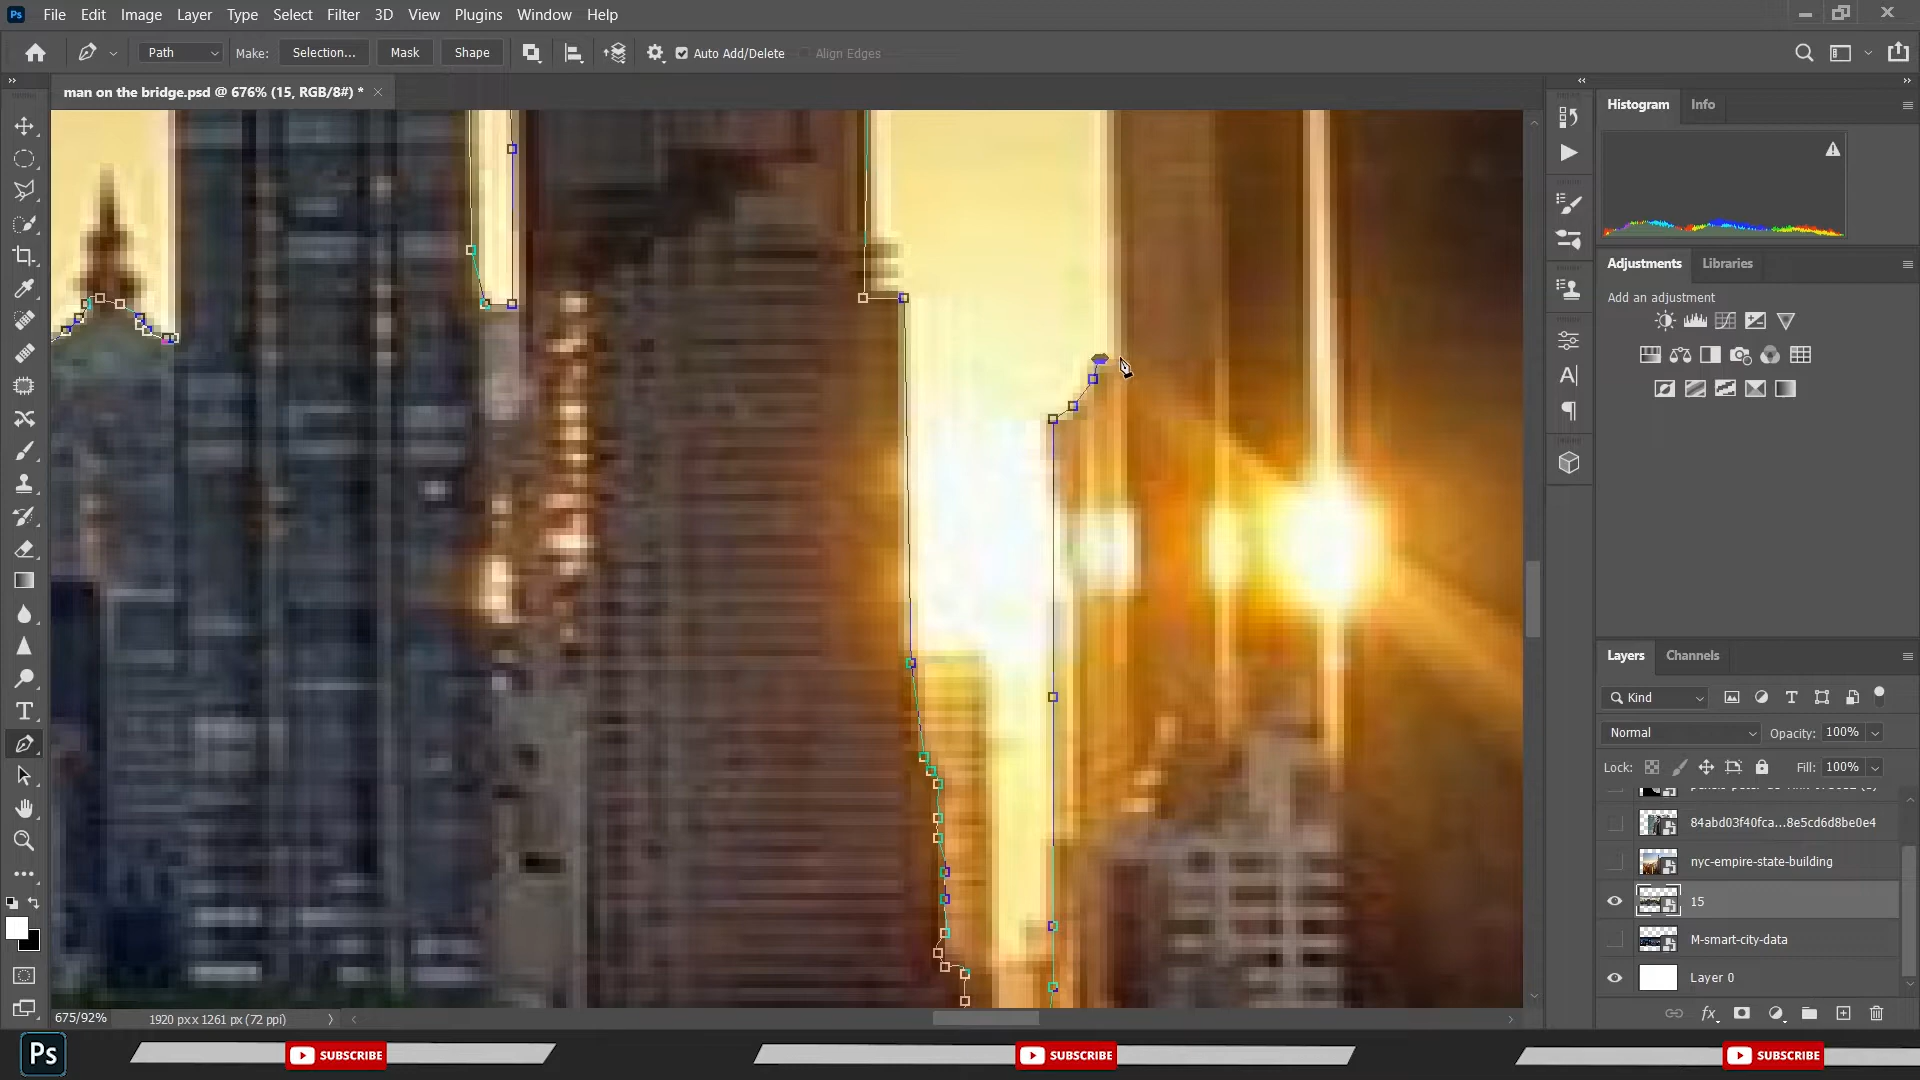 Ps File Edit Image Layer Type Select Filter 3D View Plugins Window Help
Path Make: Selection... Mask Shape Auto Add/Delete Align Edges
man on the bridge.psd @ 676% (15, RGB/8#) *
Histogram Info
Adjustments Libraries
Add an adjustment
Layers Channels
Kind
Normal Opacity: 100%
Lock: Fill: 100%
84abd03f40fca...8e5cd6d8be0e4
nyc-empire-state-building
15
M-smart-city-data
Layer 0
675/92% 1920 px x 1261 px (72 ppi)
Ps SUBSCRIBE SUBSCRIBE SUBSCRIBE